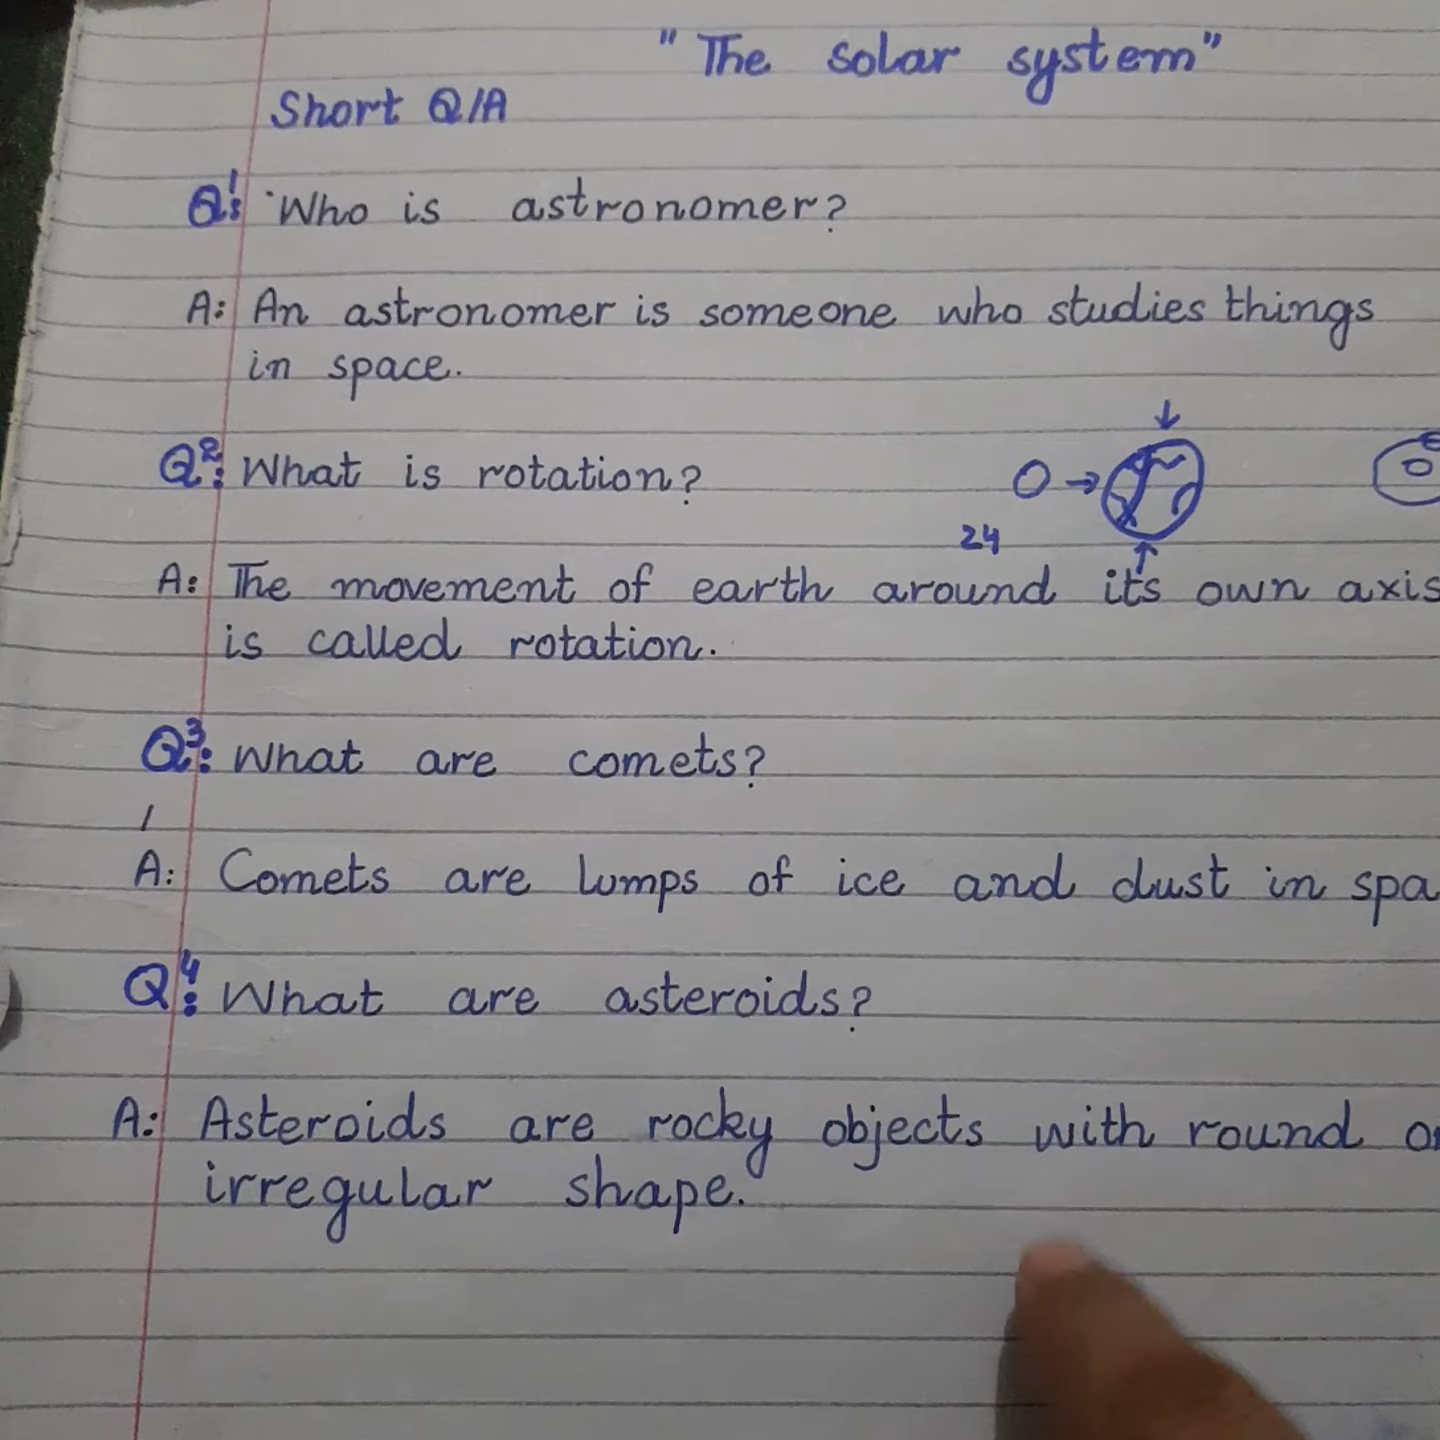 "The solar system"
Short Q/A
Q1: Who is astronomer?
A: An astronomer is someone who studies things
in space.
Q2: What is rotation?
24
A: The movement of earth around it's own axis
is called rotation.
Q3: What are comets?
A: Comets are lumps of ice and dust in spa
Q4: What are asteroids?
A: Asteroids are rocky objects with round or
irregular shape.